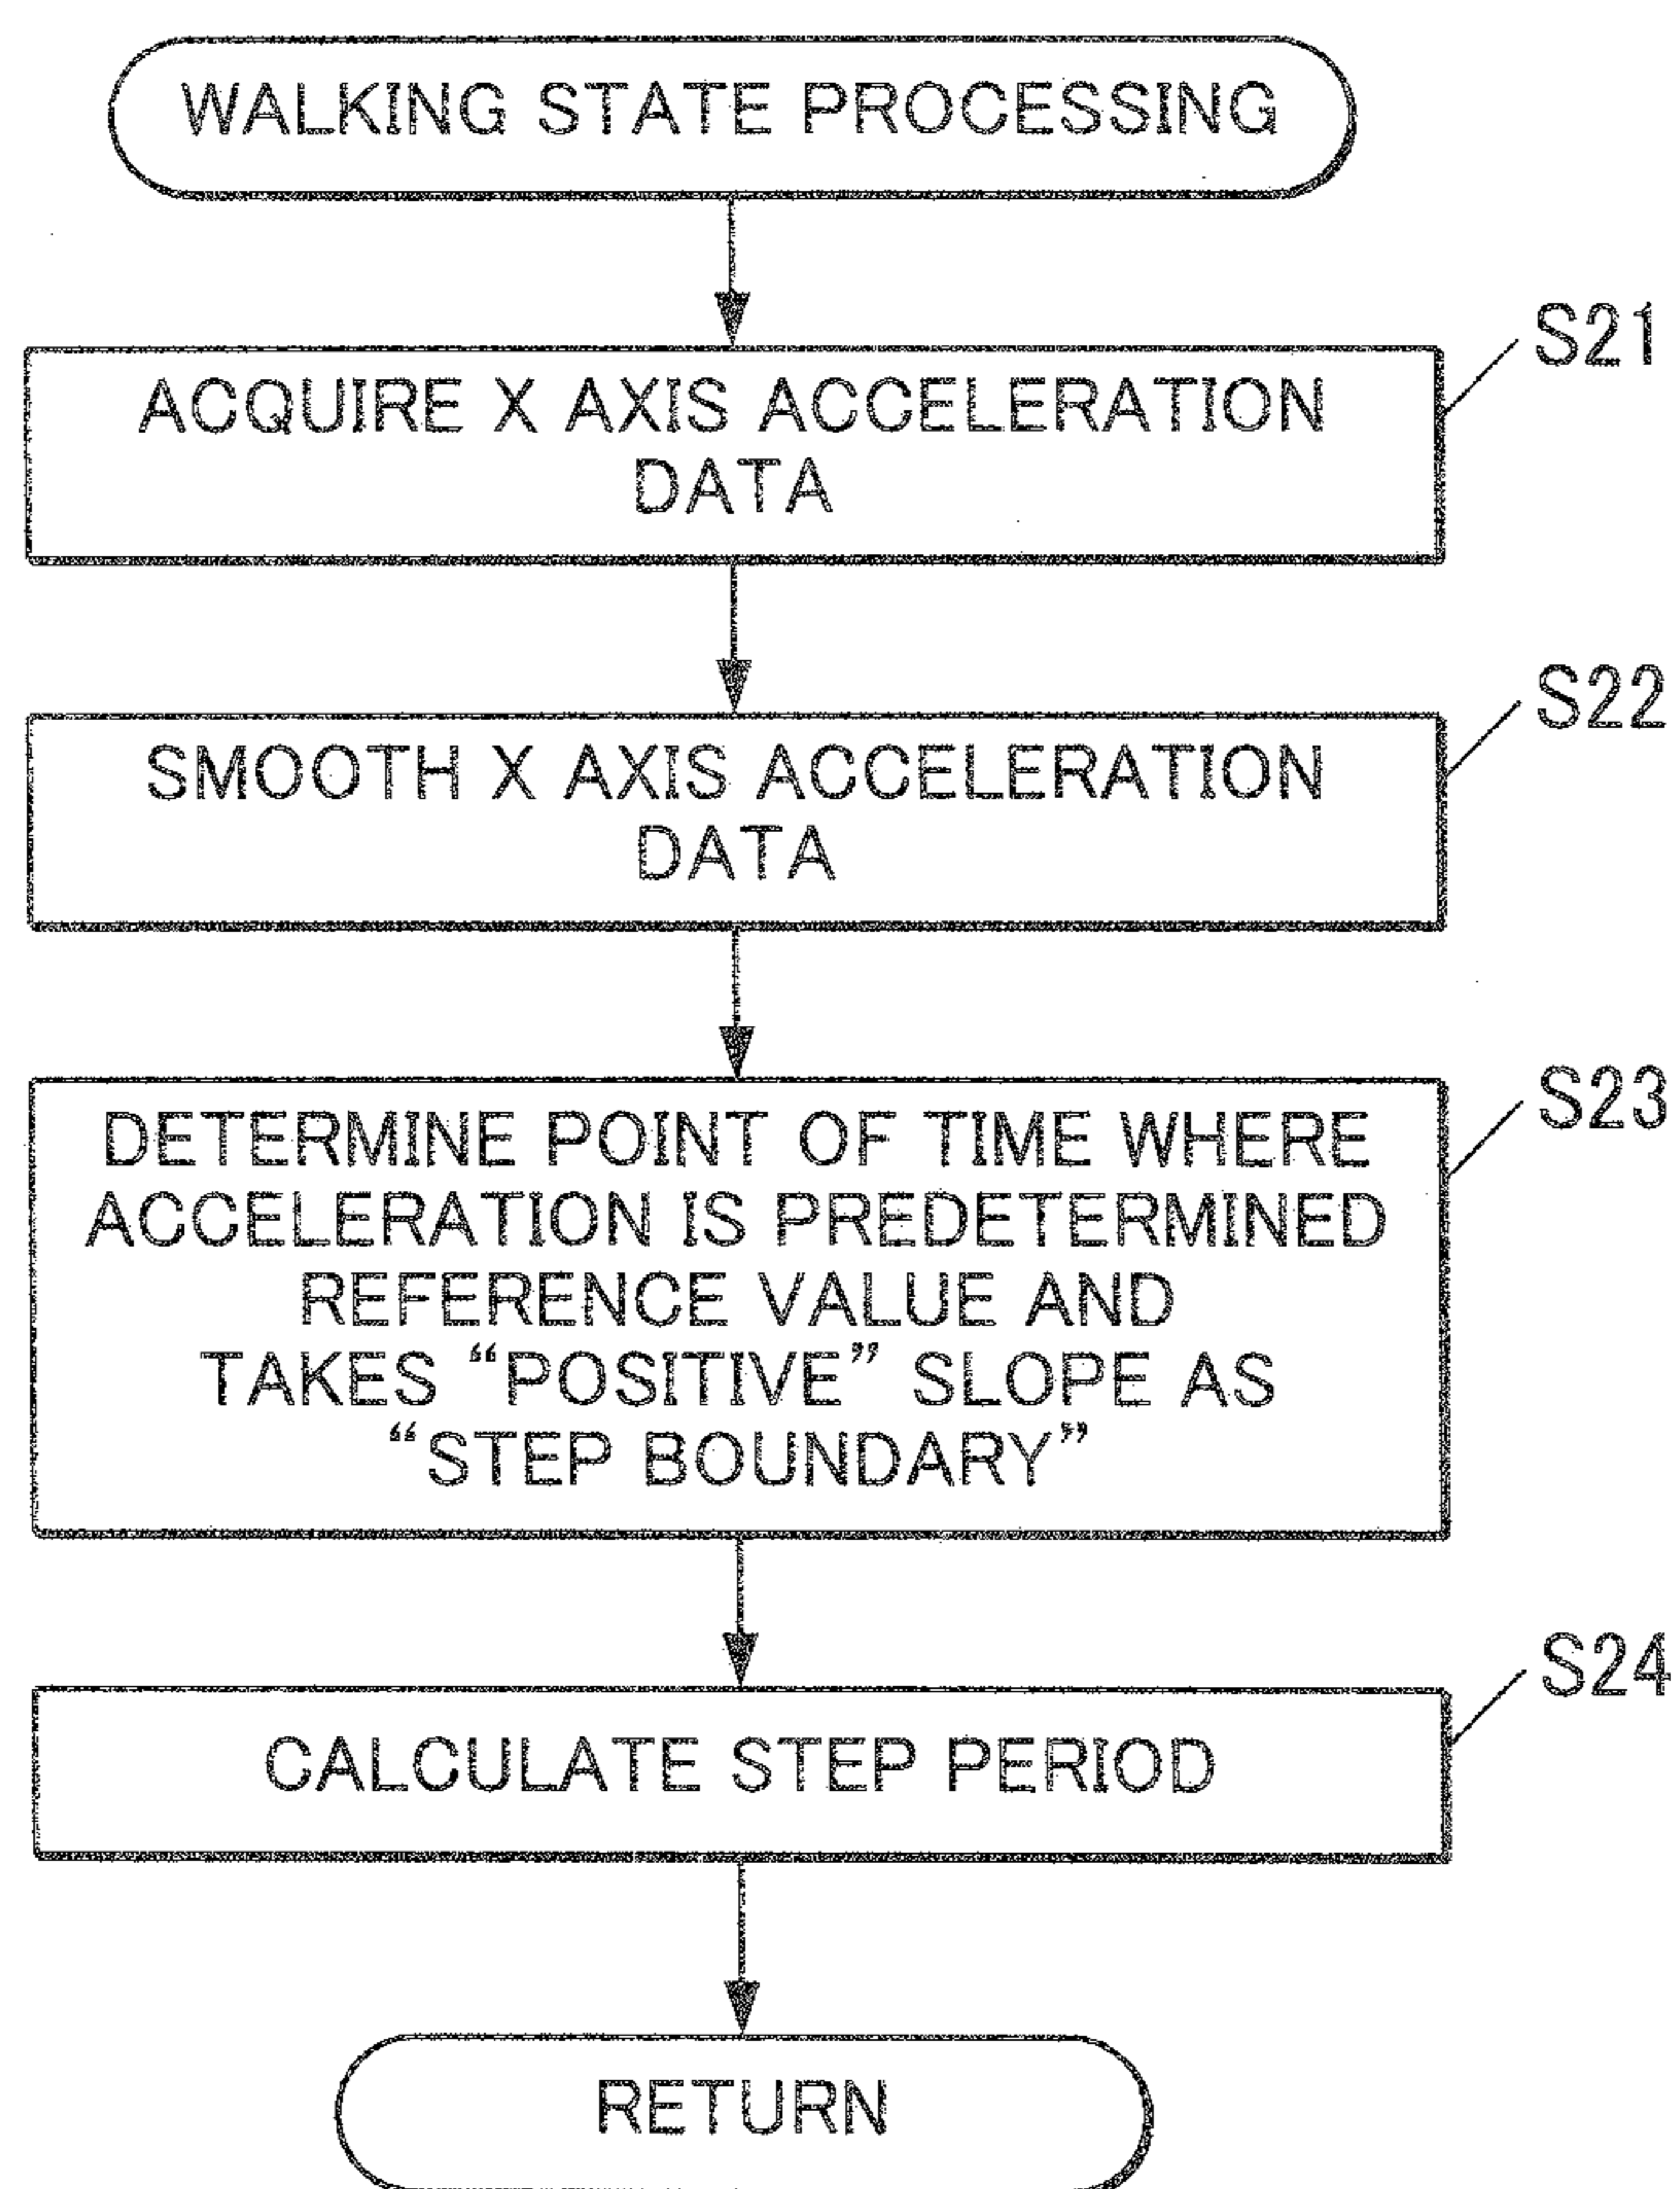 WALKING STATE PROCESSING
S21
ACQUIRE X AXIS ACCELERATION
DATA
S22
SMOOTH X AXIS ACCELERATION
DATA
S23
DETERMINE POINT OF TIME WHERE
ACCELERATION IS PREDETERMINED
REFERENCE VALUE AND
TAKES “POSITIVE” SLOPE AS
“STEP BOUNDARY”
S24
CALCULATE STEP PERIOD
RETURN